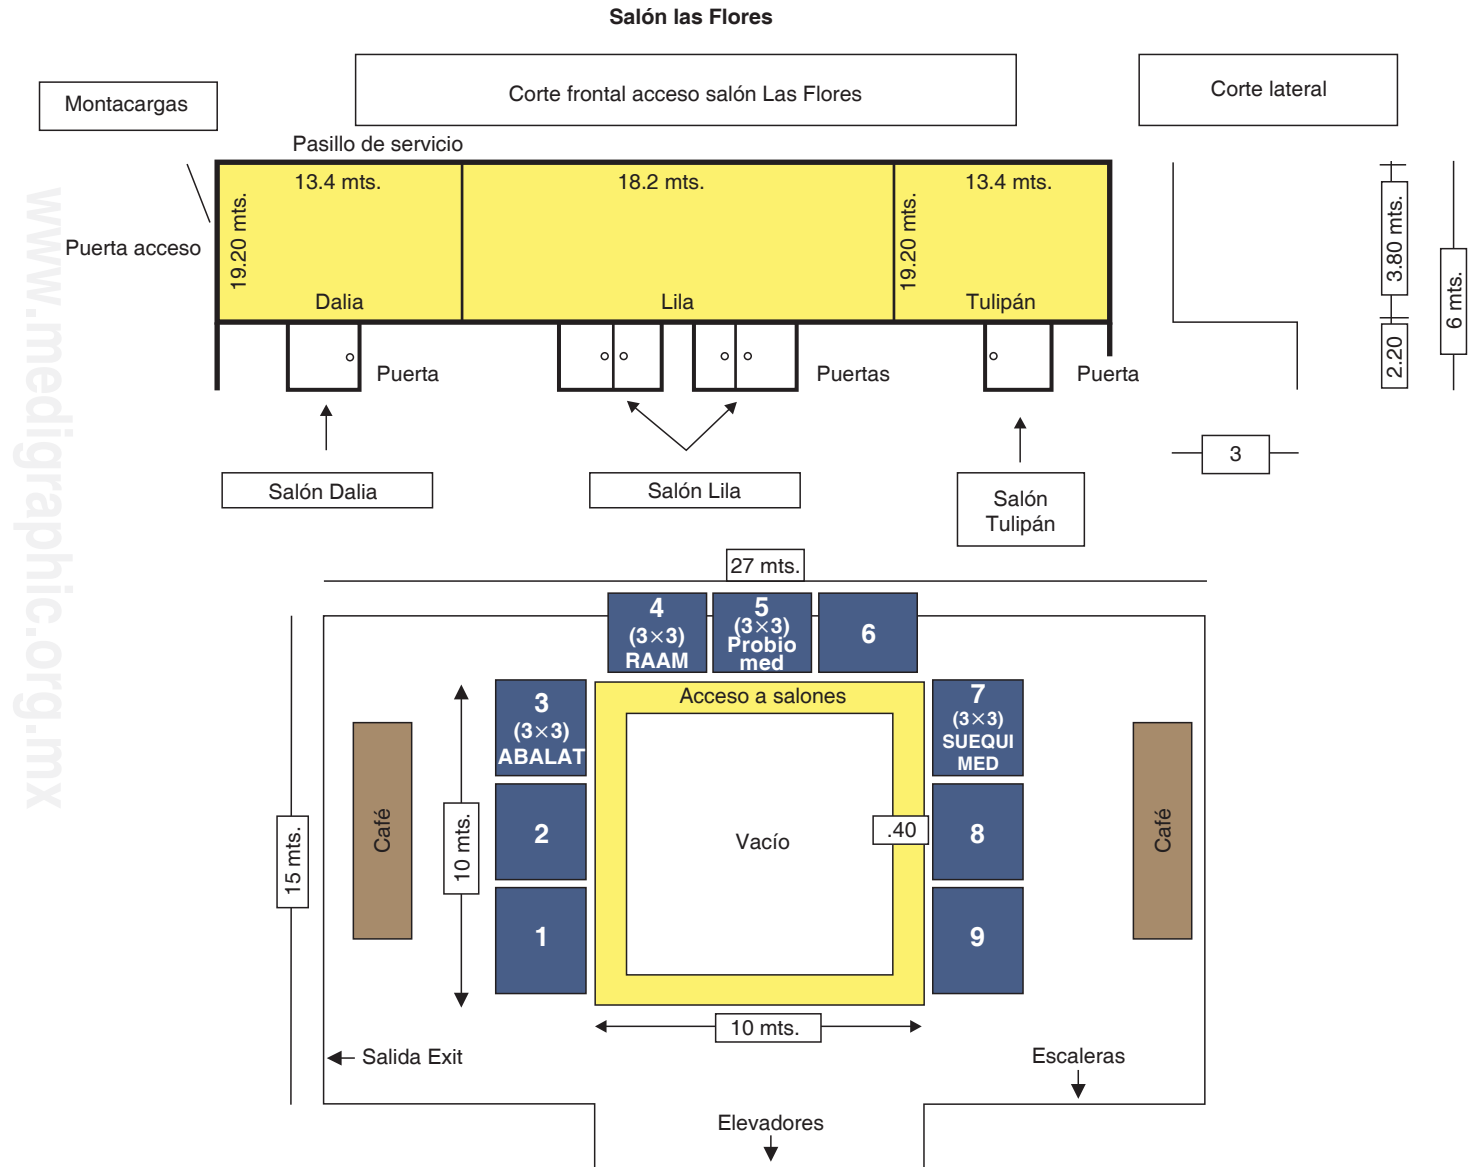 Salón las Flores
Montacargas
Corte frontal acceso salón Las Flores
Corte lateral
Pasillo de servicio
13.4 mts.
18.2 mts.
13.4 mts.
19.20 mts.
19.20 mts.
Puerta acceso
Dalia
Lila
Tulipán
3.80 mts.
6 mts.
2.20
Puerta
Puertas
Puerta
3
Salón Dalia
Salón Lila
Salón
Tulipán
27 mts.
4
(3×3)
RAAM
5
(3×3)
Probio
med
6
3
(3×3)
ABALAT
Acceso a salones
7
(3×3)
SUEQUI
MED
15 mts.
Café
10 mts.
2
Vacío
.40
8
Café
1
9
10 mts.
Salida Exit
Escaleras
Elevadores
www.medigraphic.org.mx